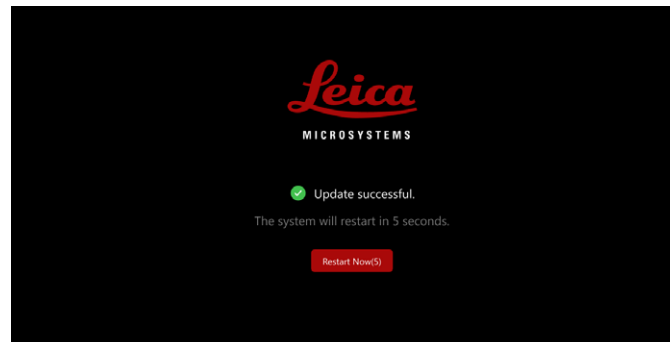 Leica
MICROSYSTEMS
Update successful.
The system will restart in 5 seconds.
Restart Now(5)